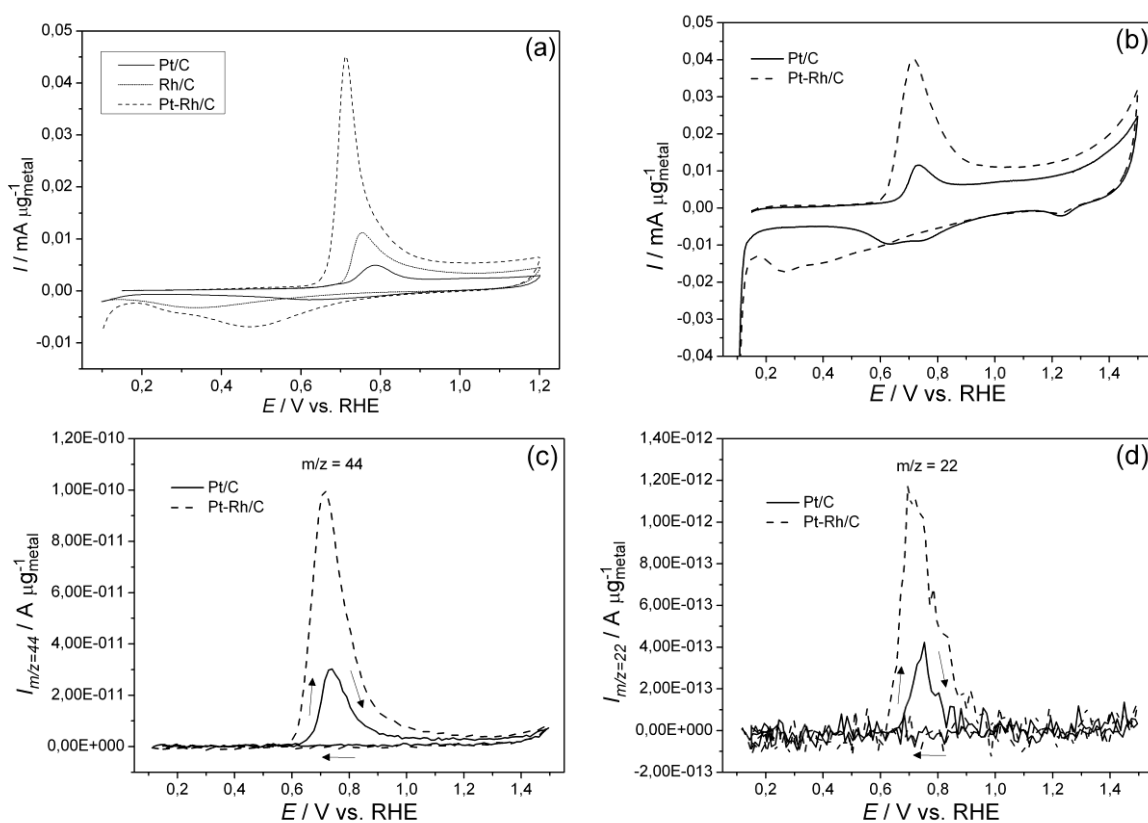 (a)
0,05
0,04
0,03
0,02
0,01
0,00
-0,01
I / mA μg⁻¹metal
Pt/C
Rh/C
Pt-Rh/C
0,2 0,4 0,6 0,8 1,0 1,2
E / V vs. RHE
(b)
0,05
0,04
0,03
0,02
0,01
0,00
-0,01
-0,02
-0,03
-0,04
I / mA μg⁻¹metal
Pt/C
Pt-Rh/C
0,2 0,4 0,6 0,8 1,0 1,2 1,4
E / V vs. RHE
(c)
m/z = 44
1,20E-010
1,00E-010
8,00E-011
6,00E-011
4,00E-011
2,00E-011
0,00E+000
I m/z=44 / A μg⁻¹metal
Pt/C
Pt-Rh/C
0,2 0,4 0,6 0,8 1,0 1,2 1,4
E / V vs. RHE
(d)
m/z = 22
1,40E-012
1,20E-012
1,00E-012
8,00E-013
6,00E-013
4,00E-013
2,00E-013
0,00E+000
-2,00E-013
I m/z=22 / A μg⁻¹metal
Pt/C
Pt-Rh/C
0,2 0,4 0,6 0,8 1,0 1,2 1,4
E / V vs. RHE